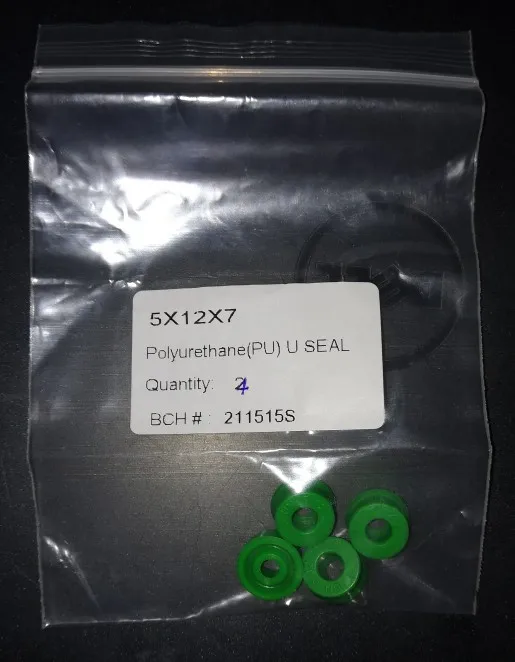 5X12X7
Polyurethane(PU) U SEAL
Quantity: 4
BCH # : 211515S